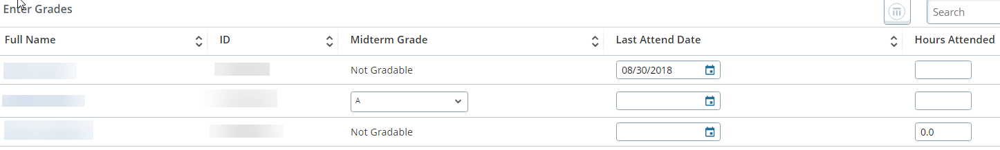 Enter Grades
Search
Full Name ID Midterm Grade Last Attend Date Hours Attended
Not Gradable 08/30/2018
A
Not Gradable 0.0